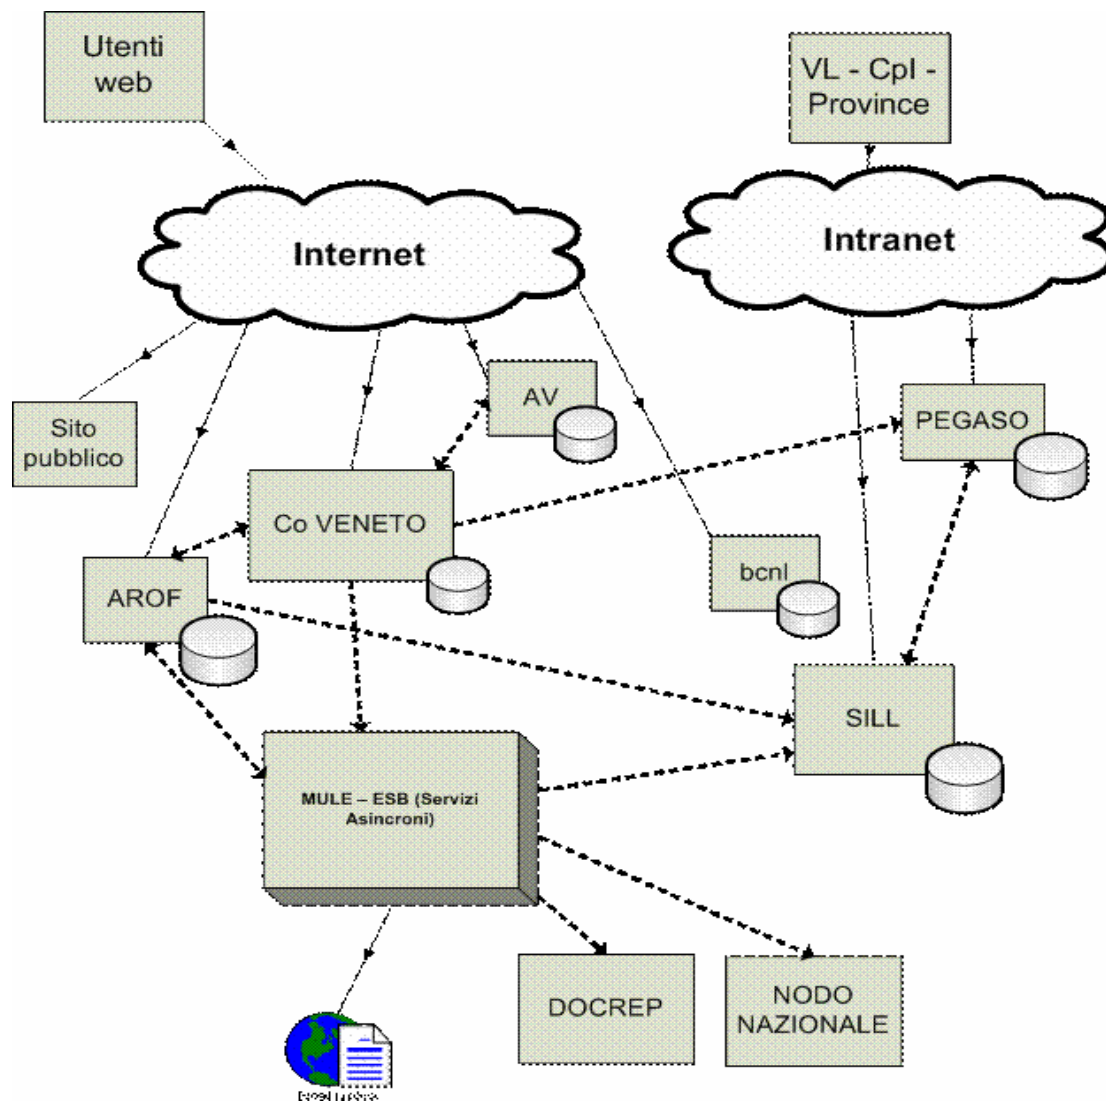 Utenti
web
VL - CpI -
Province
Internet
Intranet
AV
PEGASO
Sito
pubblico
Co VENETO
bcnl
AROF
SILL
MULE – ESB (Servizi
Asincroni)
DOCREP
NODO
NAZIONALE